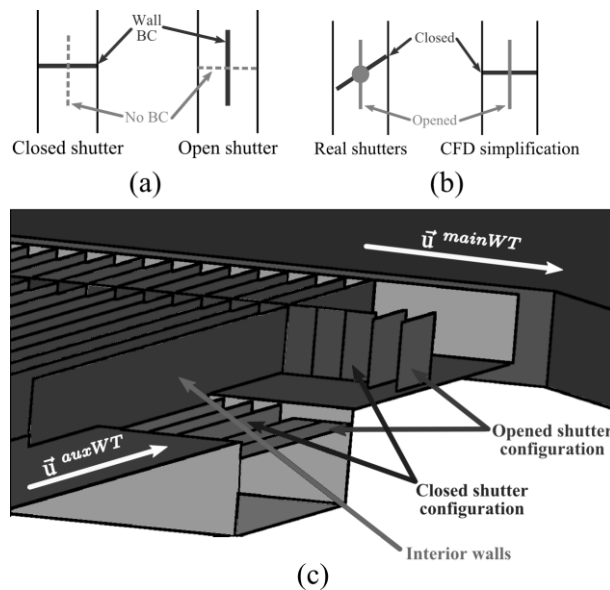 Wall
BC
No BC
Closed shutter
Open shutter
(a)
Closed
Opened
Real shutters
CFD simplification
(b)
u⃗ mainWT
u⃗ auxWT
Opened shutter
configuration
Closed shutter
configuration
Interior walls
(c)